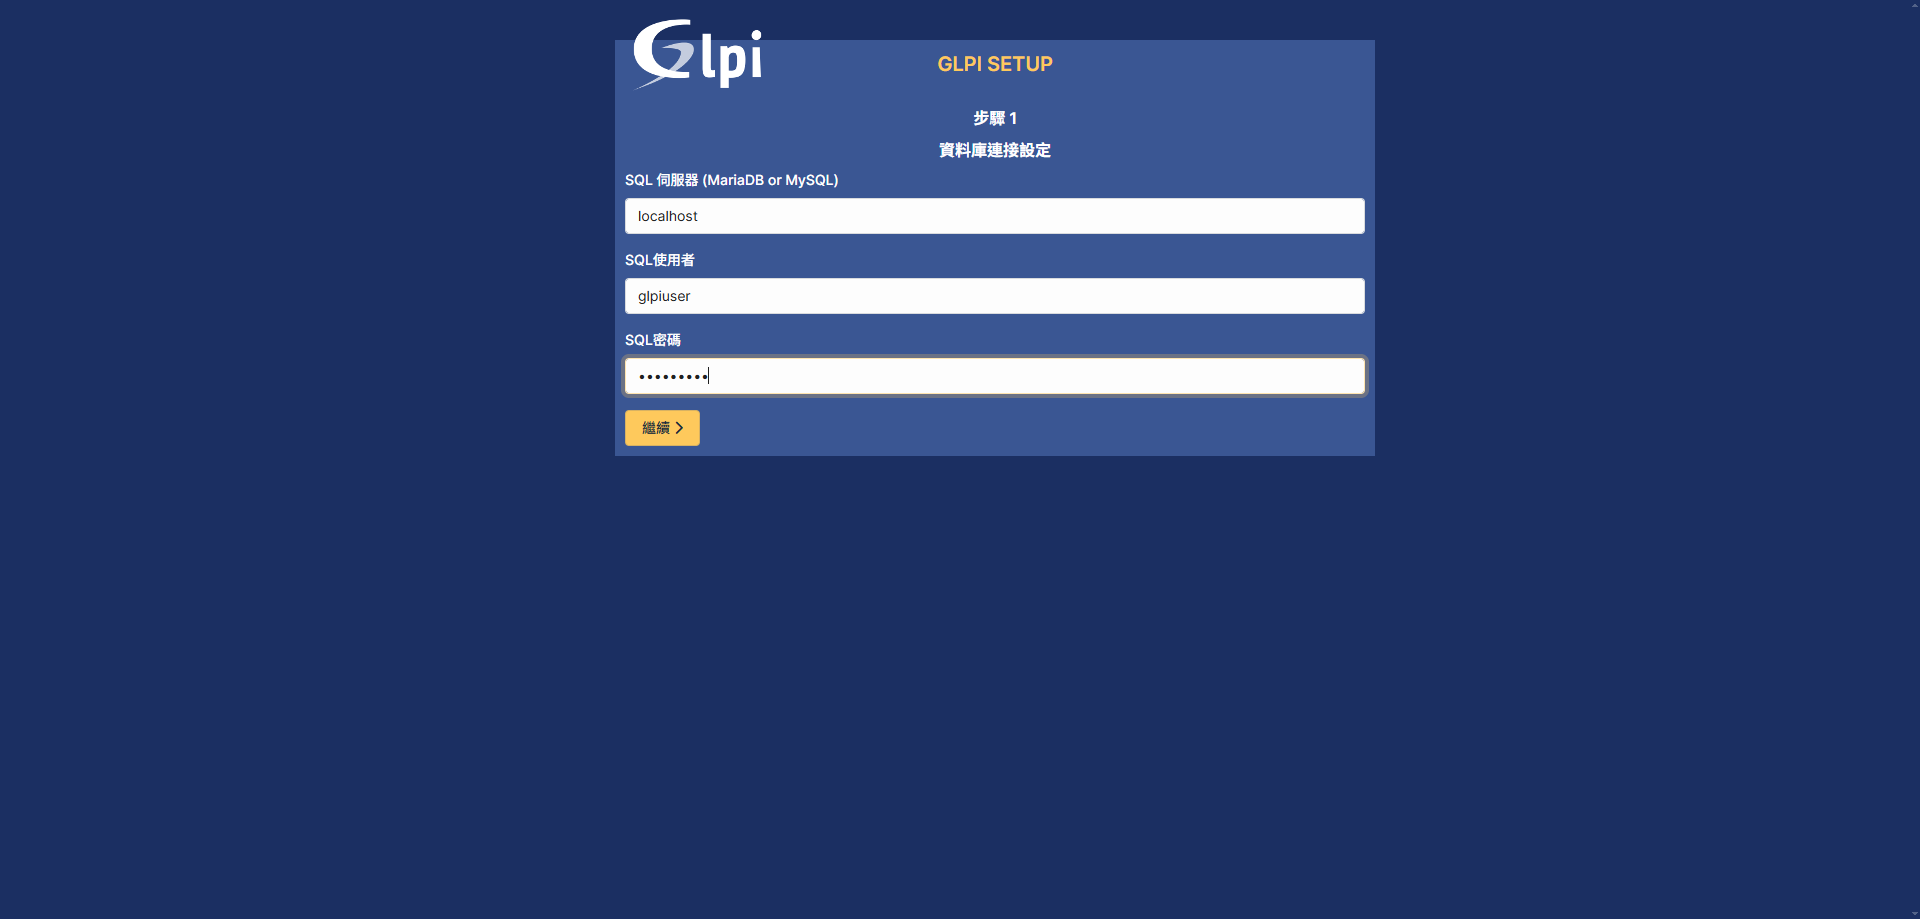 Glpi
GLPI SETUP
步驟 1
資料庫連接設定
SQL 伺服器 (MariaDB or MySQL)
localhost
SQL使用者
glpiuser
SQL密碼
•••••••••
繼續